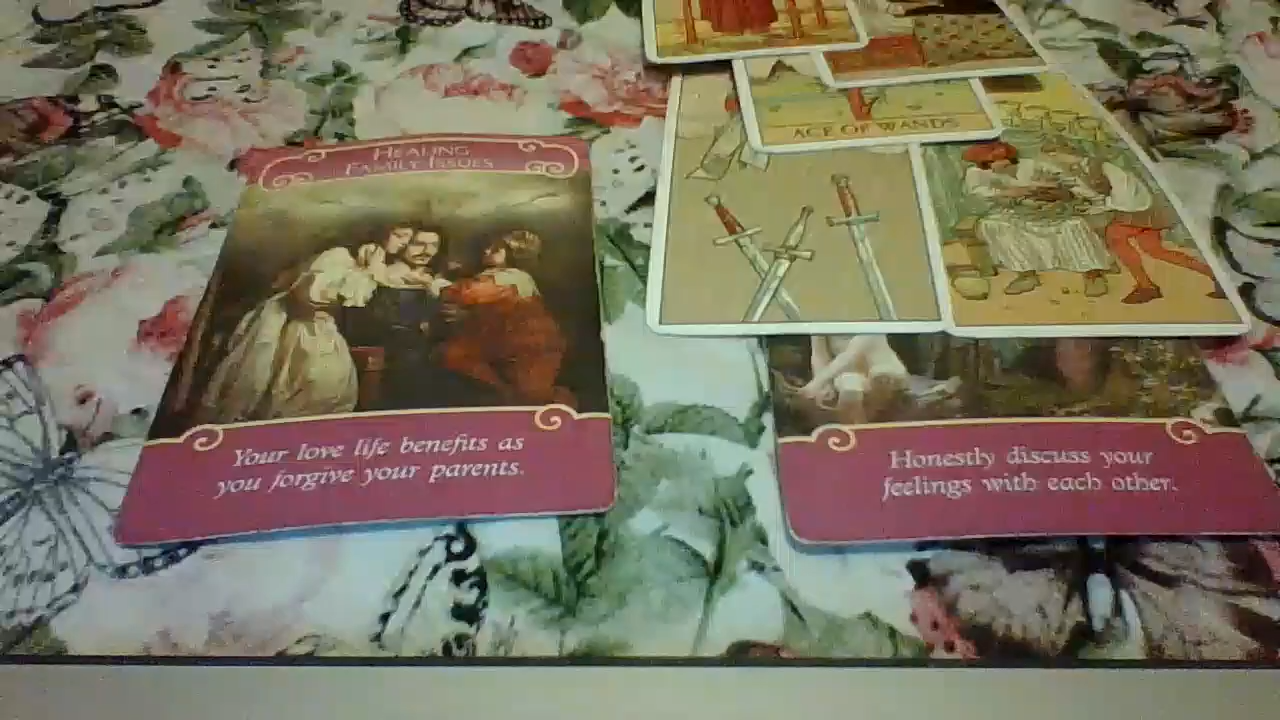 HEALING
FAMILY ISSUES
Your love life benefits as
you forgive your parents.
ACE OF WANDS
Honestly discuss your
feelings with each other.